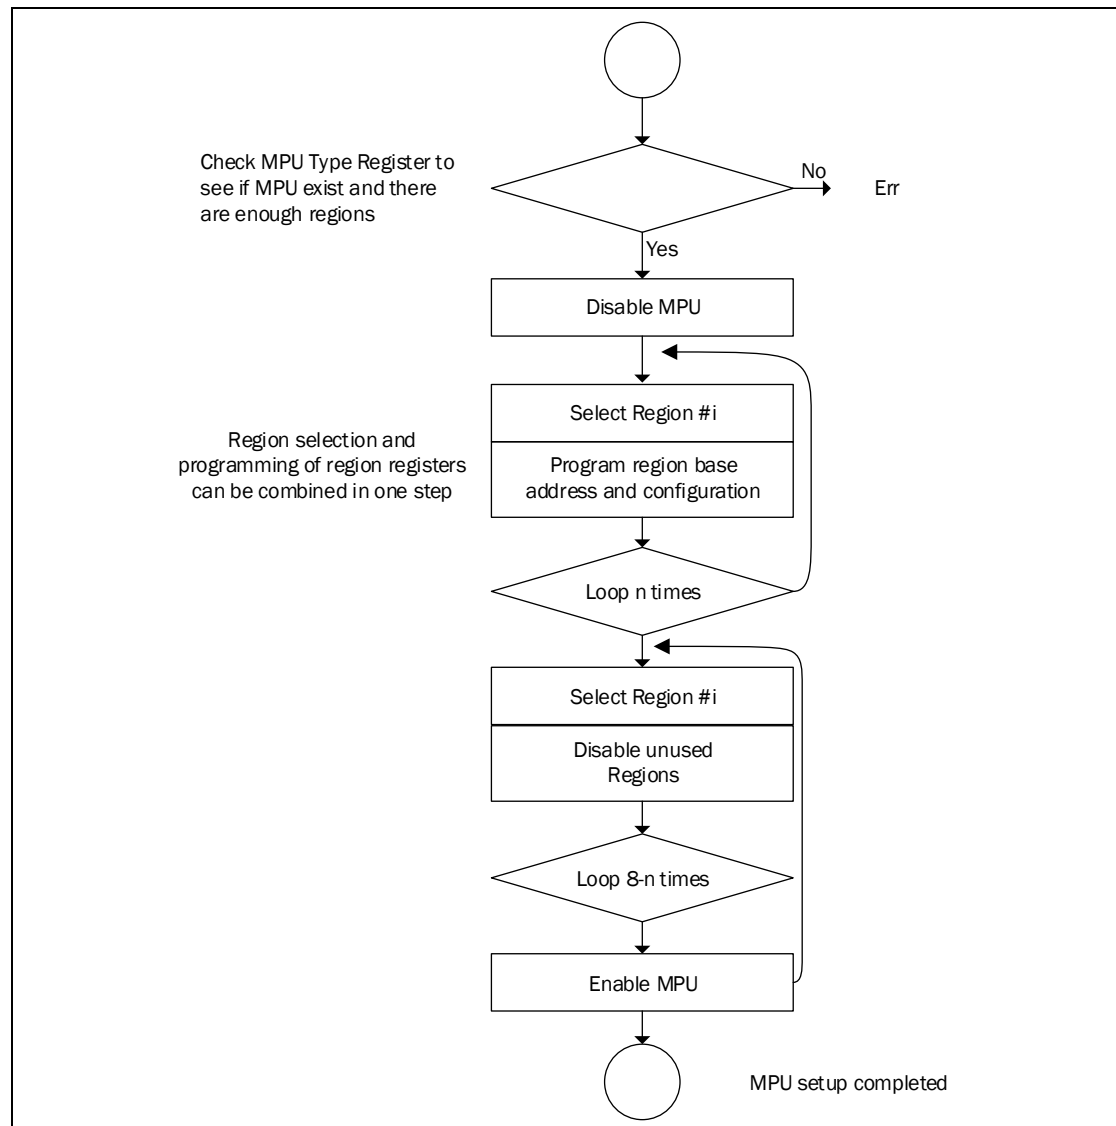 Check MPU Type Register to
see if MPU exist and there
are enough regions
No
Err
Yes
Disable MPU
Select Region #i
Region selection and
programming of region registers
can be combined in one step
Program region base
address and configuration
Loop n times
Select Region #i
Disable unused
Regions
Loop 8-n times
Enable MPU
MPU setup completed